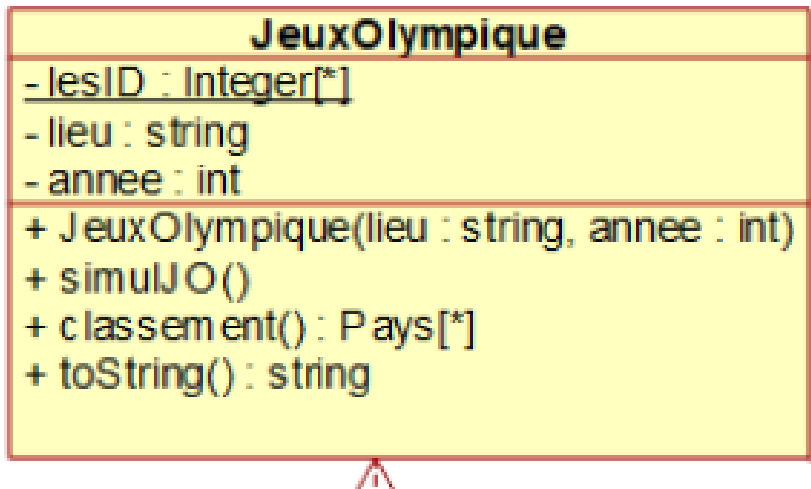 JeuxOlympique
- lesID : Integer[*]
- lieu : string
- annee : int
+ JeuxOlympique(lieu : string, annee : int)
+ simulJO()
+ classement() : Pays[*]
+ toString() : string